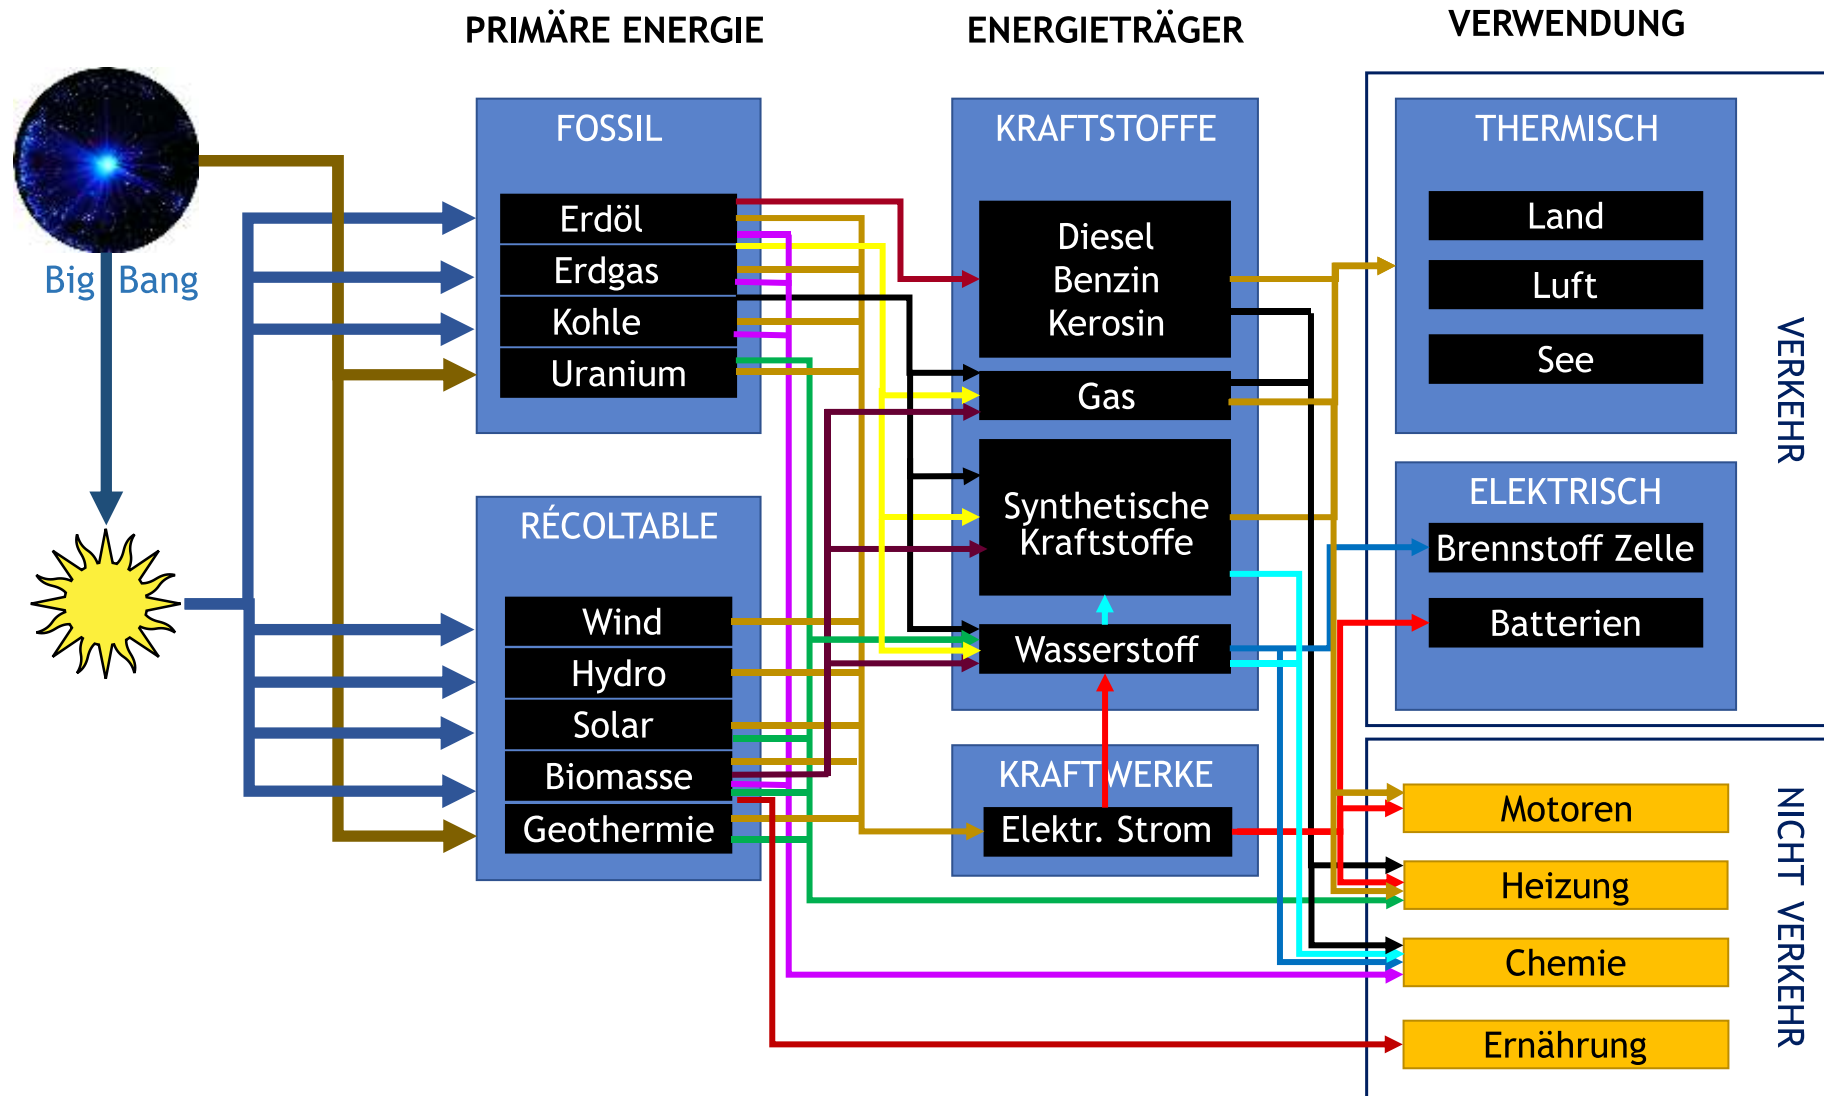 PRIMÄRE ENERGIE
ENERGIETRÄGER
VERWENDUNG
Big Bang
FOSSIL
Erdöl
Erdgas
Kohle
Uranium
RÉCOLTABLE
Wind
Hydro
Solar
Biomasse
Geothermie
KRAFTSTOFFE
Diesel
Benzin
Kerosin
Gas
Synthetische
Kraftstoffe
Wasserstoff
KRAFTWERKE
Elektr. Strom
THERMISCH
Land
Luft
See
ELEKTRISCH
Brennstoff Zelle
Batterien
VERKEHR
Motoren
Heizung
Chemie
Ernährung
NICHT VERKEHR